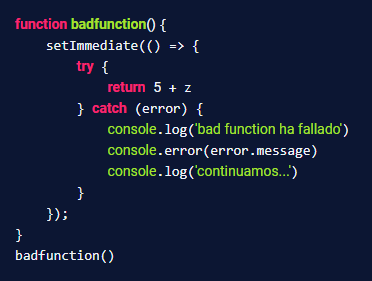 function badfunction() {
    setImmediate(() => {
        try {
            return 5 + z
        } catch (error) {
            console.log('bad function ha fallado')
            console.error(error.message)
            console.log('continuamos...')
        }
    });
}
badfunction()